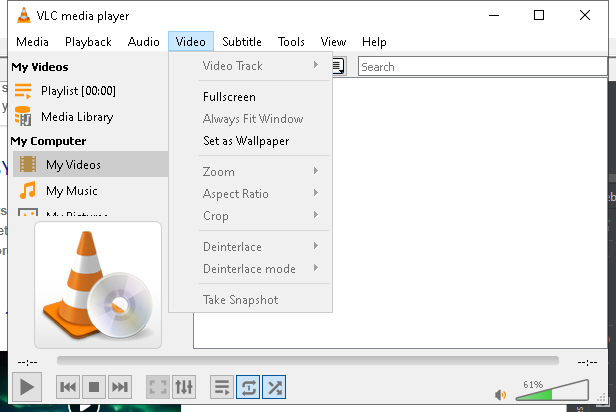 VLC media player
Media Playback Audio Video Subtitle Tools View Help
My Videos
Playlist [00:00]
Media Library
My Computer
My Videos
My Music
My Pictures
Video Track
Fullscreen
Always Fit Window
Set as Wallpaper
Zoom
Aspect Ratio
Crop
Deinterlace
Deinterlace mode
Take Snapshot
Search
--:-- --:--
61%